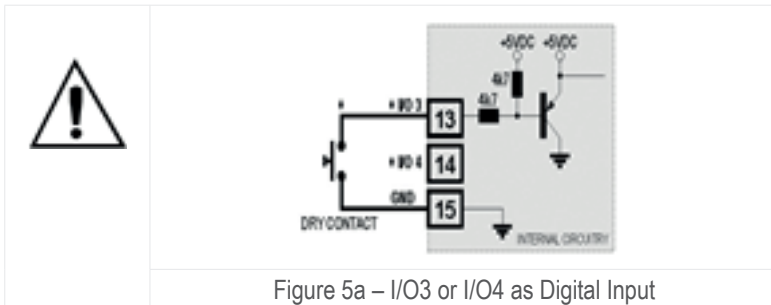 +5VDC +5VDC
4k7
4k7
* * I/O 3
13
* I/O 4
14
GND
15
DRY CONTACT
INTERNAL CIRCUITRY
Figure 5a – I/O3 or I/O4 as Digital Input